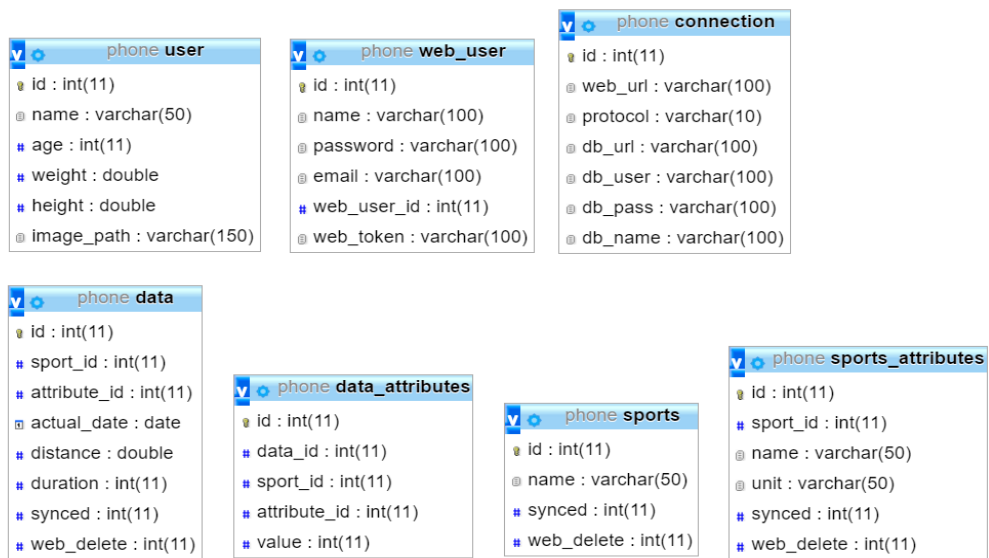 phone user
id : int(11)
name : varchar(50)
age : int(11)
weight : double
height : double
image_path : varchar(150)
phone web_user
id : int(11)
name : varchar(100)
password : varchar(100)
email : varchar(100)
web_user_id : int(11)
web_token : varchar(100)
phone connection
id : int(11)
web_url : varchar(100)
protocol : varchar(10)
db_url : varchar(100)
db_user : varchar(100)
db_pass : varchar(100)
db_name : varchar(100)
phone data
id : int(11)
sport_id : int(11)
attribute_id : int(11)
actual_date : date
distance : double
duration : int(11)
synced : int(11)
web_delete : int(11)
phone data_attributes
id : int(11)
data_id : int(11)
sport_id : int(11)
attribute_id : int(11)
value : int(11)
phone sports
id : int(11)
name : varchar(50)
synced : int(11)
web_delete : int(11)
phone sports_attributes
id : int(11)
sport_id : int(11)
name : varchar(50)
unit : varchar(50)
synced : int(11)
web_delete : int(11)